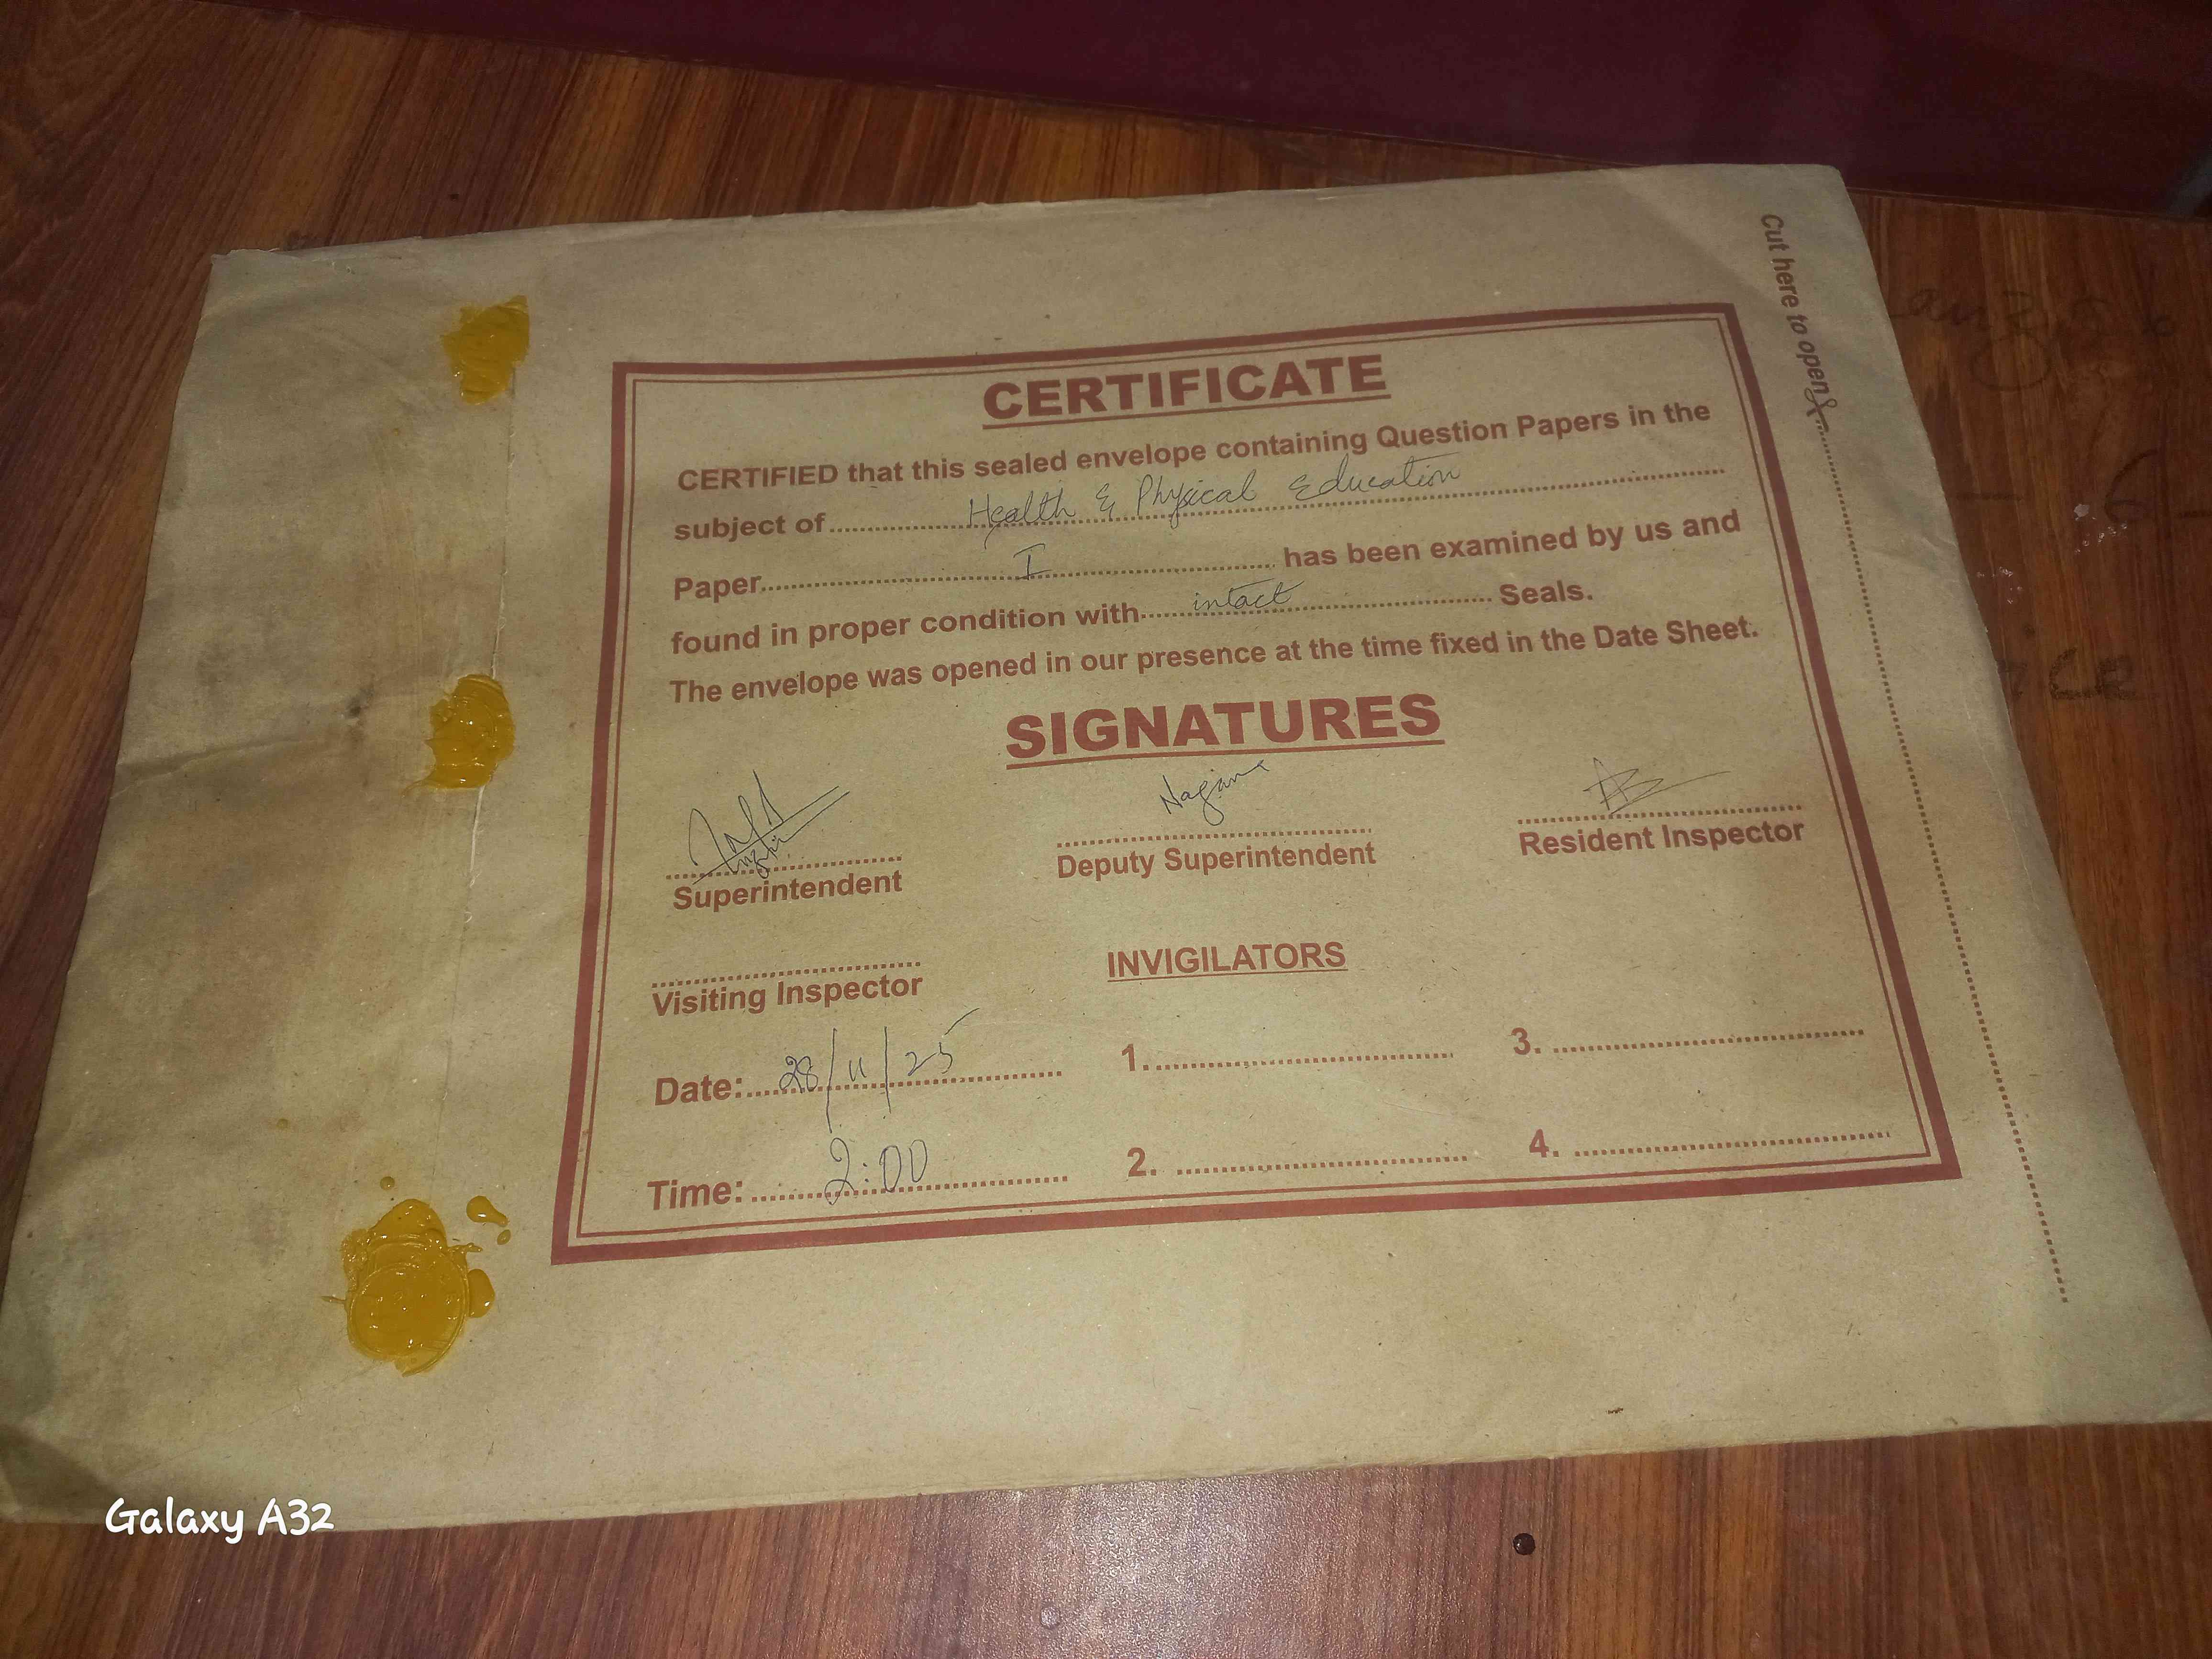 Cut here to open
CERTIFICATE
CERTIFIED that this sealed envelope containing Question Papers in the
subject of Health & Physical Education
Paper I has been examined by us and
found in proper condition with intact Seals.
The envelope was opened in our presence at the time fixed in the Date Sheet.
SIGNATURES
Superintendent
Deputy Superintendent
Resident Inspector
Visiting Inspector
INVIGILATORS
Date: 28/11/25
Time: 2:00
1.
2.
3.
4.
Galaxy A32